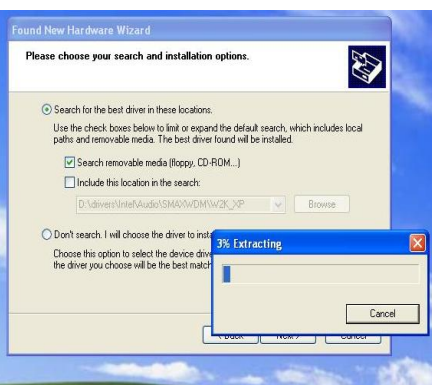 Found New Hardware Wizard
Please choose your search and installation options.
Search for the best driver in these locations.
Use the check boxes below to limit or expand the default search, which includes local
paths and removable media. The best driver found will be installed.
Search removable media (floppy, CD-ROM...)
Include this location in the search:
D:\drivers\Intel\Audio\SMAXWDM\W2K_XP
Browse
Don't search. I will choose the driver to
Choose this option to select the device
the driver you choose will be the best match
3% Extracting
Cancel
< Back
Next >
Cancel